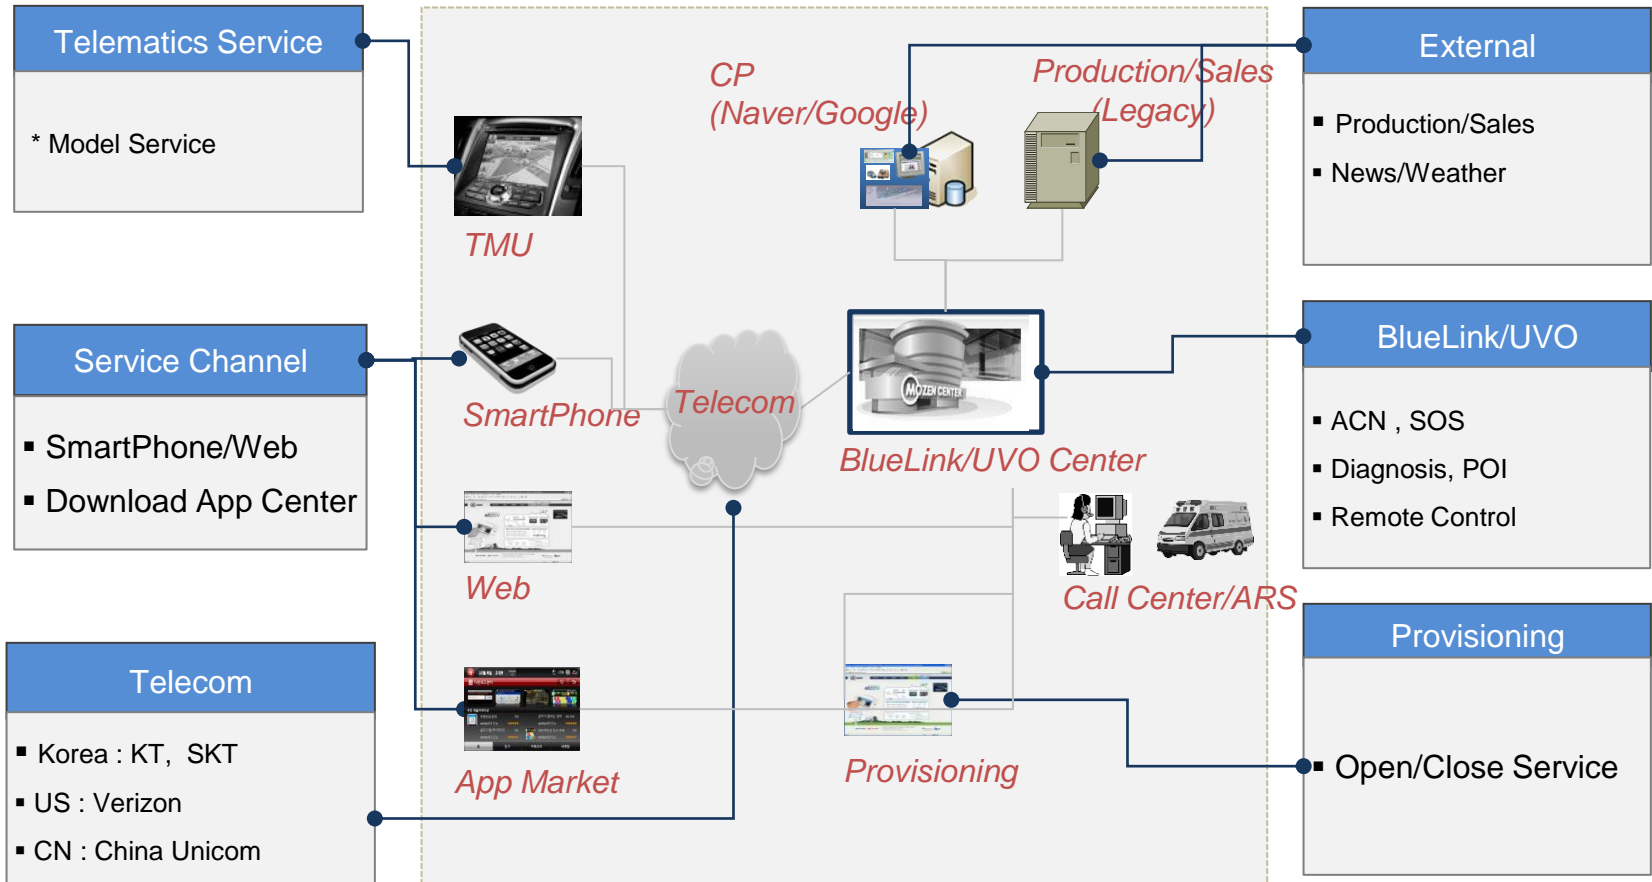 Telematics Service
* Model Service
Service Channel
▪ SmartPhone/Web
▪ Download App Center
Telecom
▪ Korea : KT, SKT
▪ US : Verizon
▪ CN : China Unicom
CP
(Naver/Google)
Production/Sales
(Legacy)
TMU
SmartPhone
Telecom
MOZEN CENTER
BlueLink/UVO Center
Web
Call Center/ARS
App Market
Provisioning
External
▪ Production/Sales
▪ News/Weather
BlueLink/UVO
▪ ACN , SOS
▪ Diagnosis, POI
▪ Remote Control
Provisioning
▪ Open/Close Service